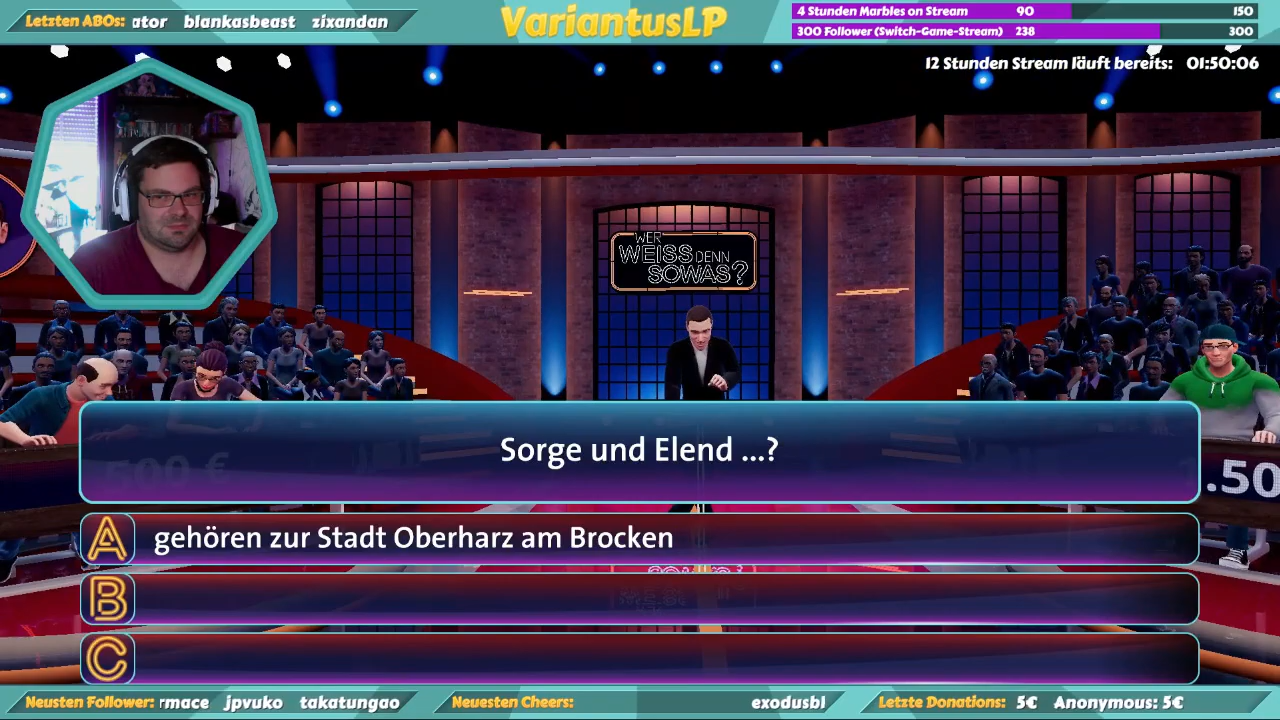 Letzten ABOs: ator blankasbeast zixandan
VariantusLP
4 Stunden Marbles on Stream 90 150
300 Follower (Switch-Game-Stream) 238 300
12 Stunden Stream läuft bereits: 01:50:06
WER
WEISS DENN
SOWAS?
Sorge und Elend ...?
500 €
.50
A gehören zur Stadt Oberharz am Brocken
B
C
Neusten Follower: rmace jpvuko takatungao
Neuesten Cheers: exodusbl
Letzte Donations: 5€ Anonymous: 5€